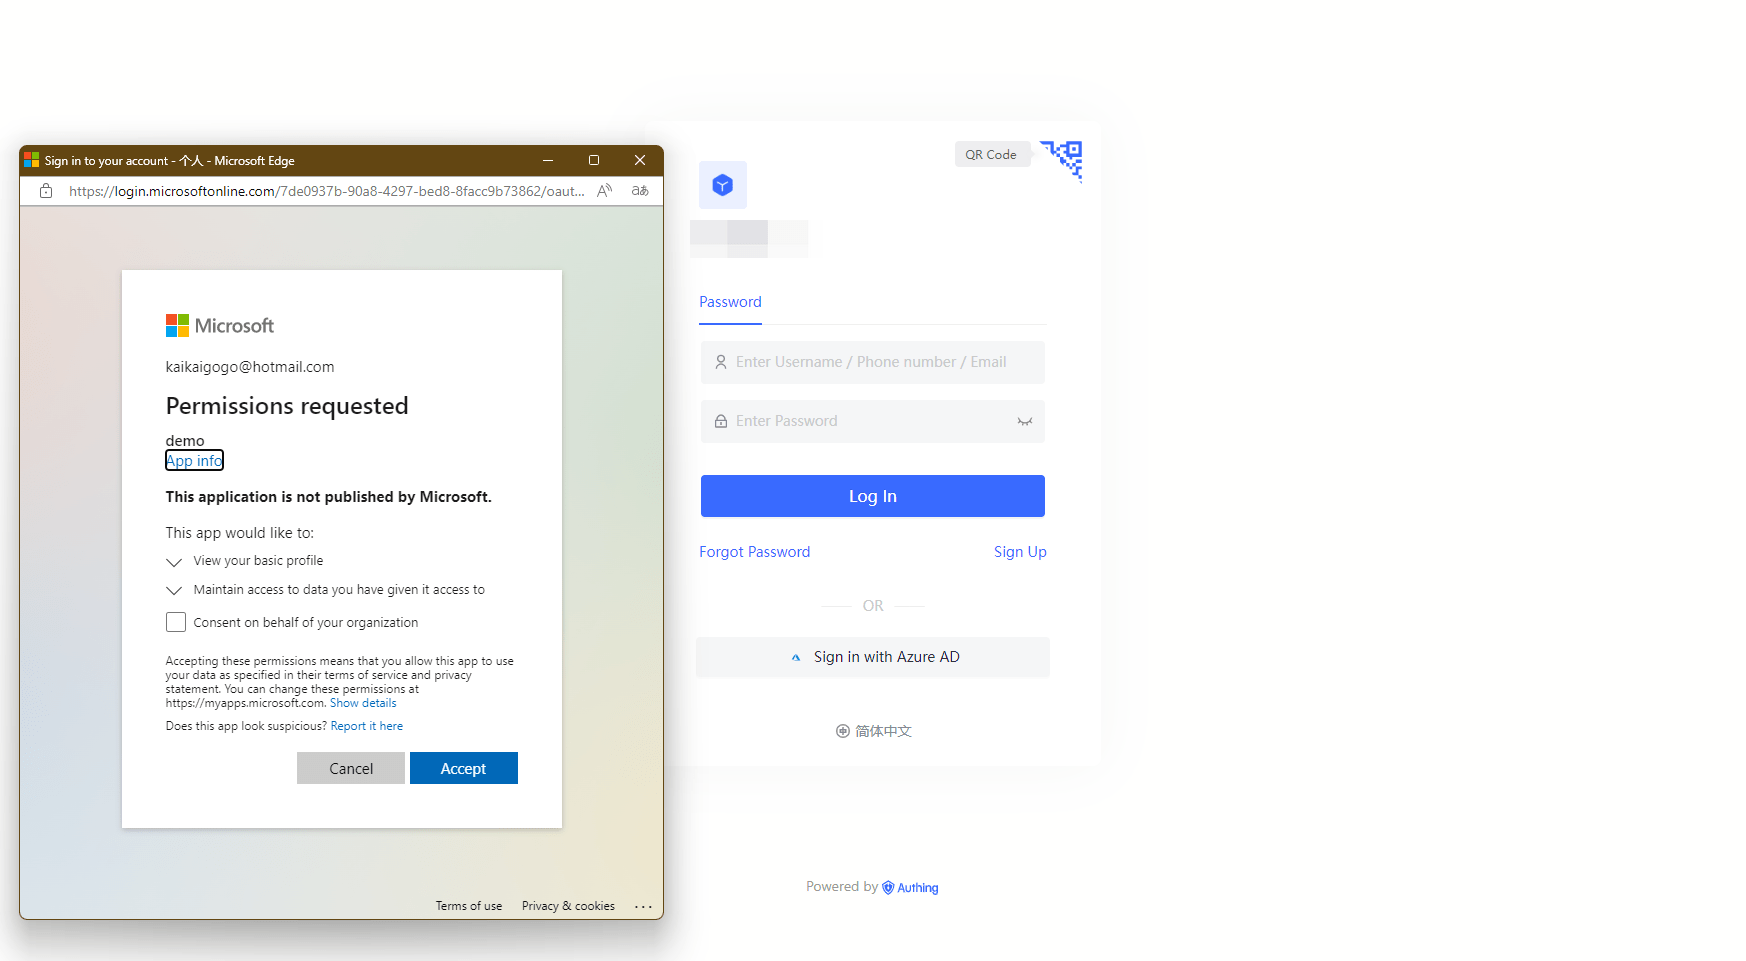 Sign in to your account - 个人 - Microsoft Edge
https://login.microsoftonline.com/7de0937b-90a8-4297-bed8-8facc9b73862/oaut...
Microsoft
kaikaigogo@hotmail.com
Permissions requested
demo
App info
This application is not published by Microsoft.
This app would like to:
View your basic profile
Maintain access to data you have given it access to
Consent on behalf of your organization
Accepting these permissions means that you allow this app to use
your data as specified in their terms of service and privacy
statement. You can change these permissions at
https://myapps.microsoft.com. Show details
Does this app look suspicious? Report it here
Cancel
Accept
Terms of use
Privacy & cookies
...
QR Code
Password
Enter Username / Phone number / Email
Enter Password
Log In
Forgot Password
Sign Up
OR
Sign in with Azure AD
简体中文
Powered by Authing